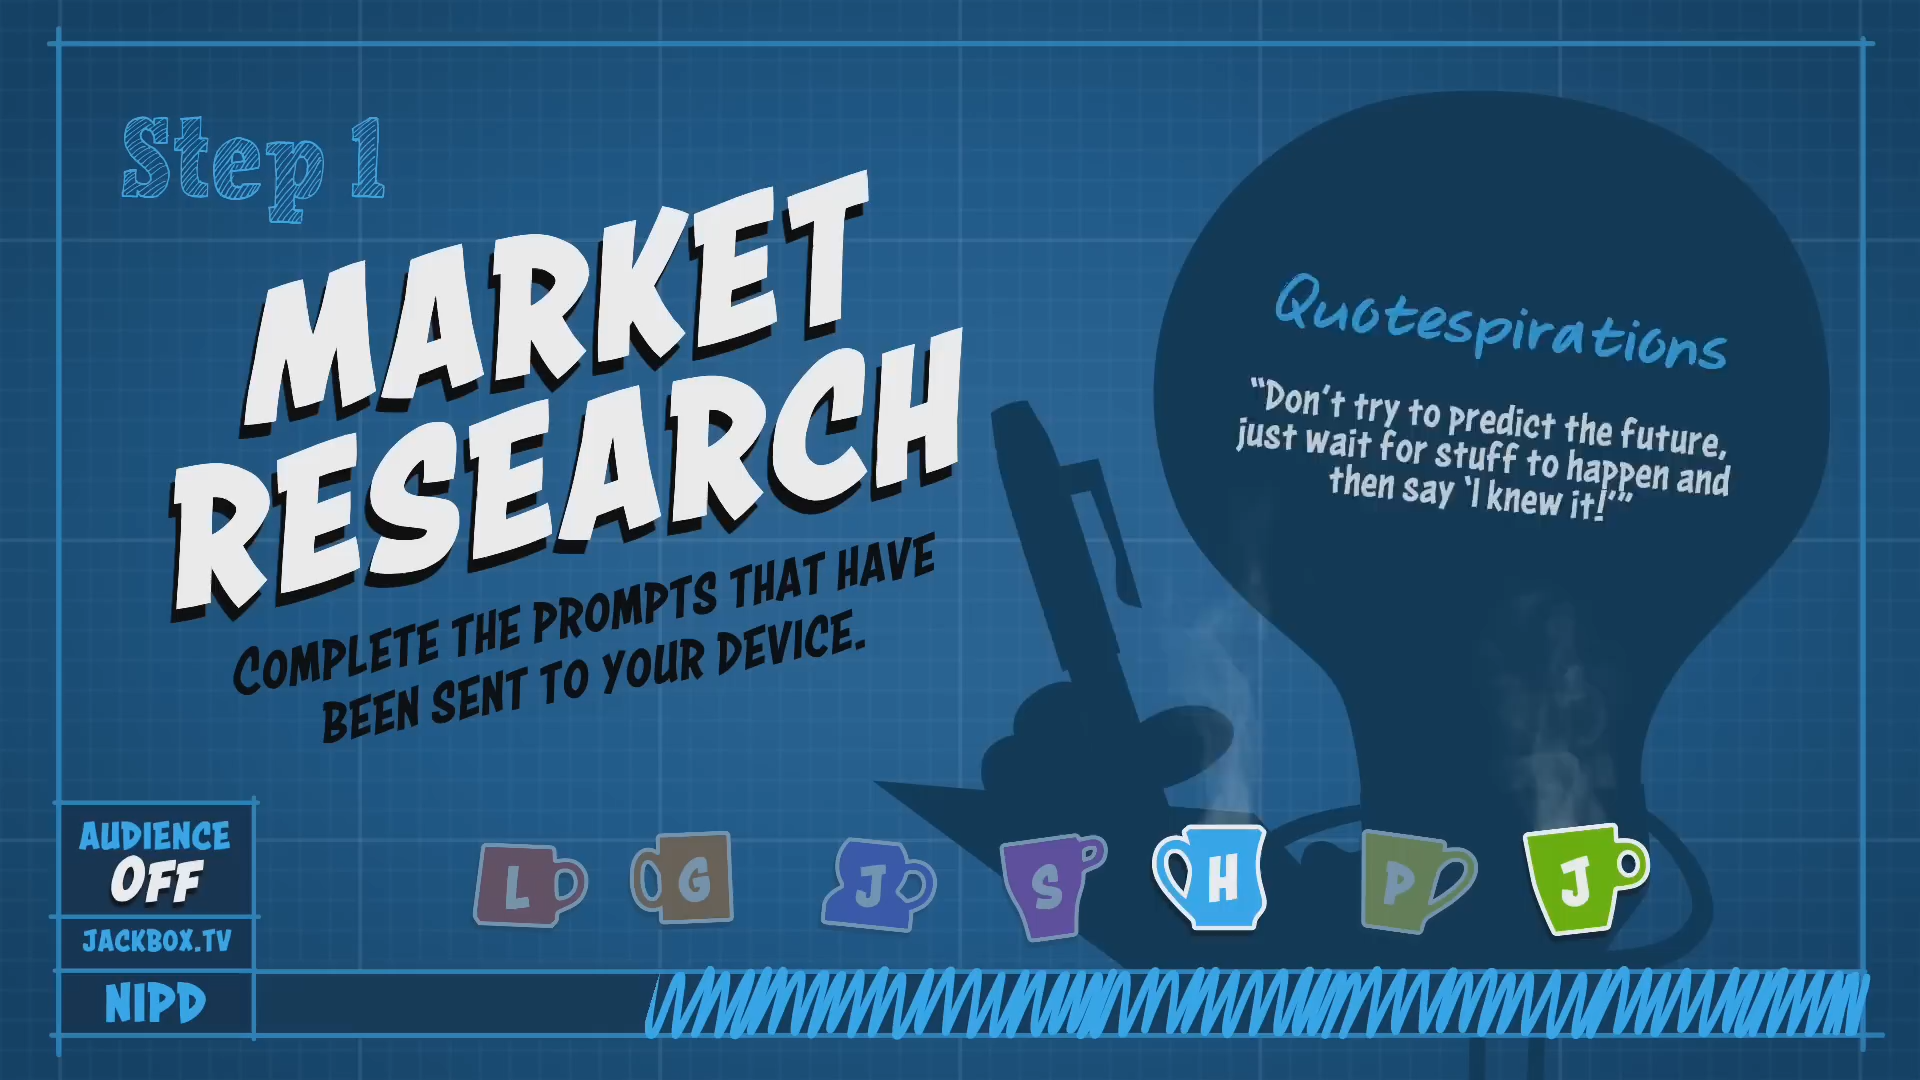 Step 1
MARKET
RESEARCH
COMPLETE THE PROMPTS THAT HAVE
BEEN SENT TO YOUR DEVICE.
Quotespirations
“Don’t try to predict the future,
just wait for stuff to happen and
then say ‘I knew it!’”
AUDIENCE
OFF
JACKBOX.TV
NIPD
L G J S H P J